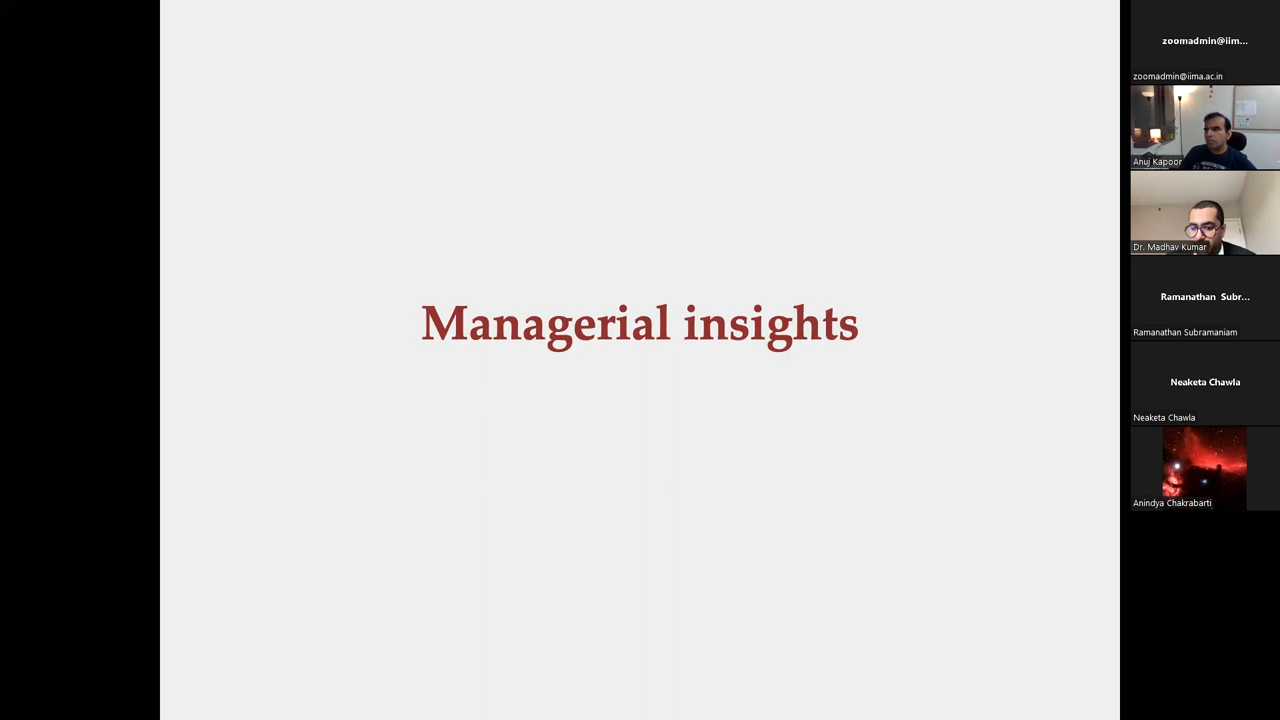 Managerial insights
zoomadmin@iim...
zoomadmin@iima.ac.in
Anuj Kapoor
Dr. Madhav Kumar
Ramanathan Subr...
Ramanathan Subramaniam
Neaketa Chawla
Neaketa Chawla
Anindya Chakrabarti